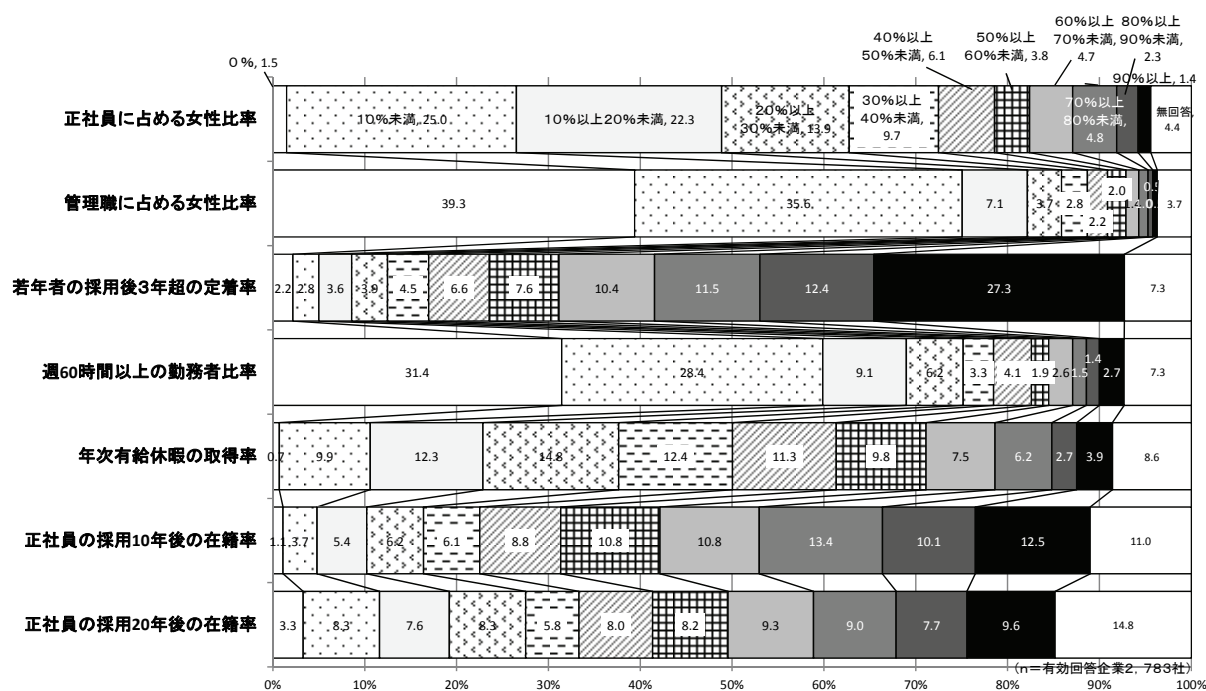 60%以上 80%以上
40%以上 50%以上 70%未満, 90%未満,
50%未満, 6.1 60%未満, 3.8 4.7 2.3
0%, 1.5 90%以上, 1.4
正社員に占める女性比率 10%未満, 25.0 10%以上20%未満, 22.3 20%以上 30%未満, 13.9 30%以上 40%未満, 9.7 70%以上 80%未満, 4.8 無回答, 4.4
管理職に占める女性比率 39.3 35.6 7.1 3.7 2.8 2.2 2.0 3.7
若年者の採用後3年超の定着率 2.2 2.8 3.6 3.9 4.5 6.6 7.6 10.4 11.5 12.4 27.3 7.3
週60時間以上の勤務者比率 31.4 28.4 9.1 6.2 3.3 4.1 1.9 2.6 1.5 1.4 2.7 7.3
年次有給休暇の取得率 0.7 9.9 12.3 14.8 12.4 11.3 9.8 7.5 6.2 2.7 3.9 8.6
正社員の採用10年後の在籍率 1.1 3.7 5.4 6.2 6.1 8.8 10.8 10.8 13.4 10.1 12.5 11.0
正社員の採用20年後の在籍率 3.3 8.3 7.6 8.3 5.8 8.0 8.2 9.3 9.0 7.7 9.6 14.8
(n=有効回答企業2,783社)
0% 10% 20% 30% 40% 50% 60% 70% 80% 90% 100%